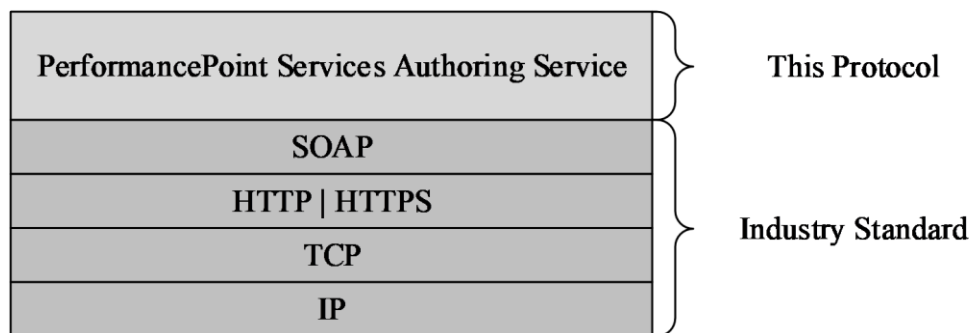 PerformancePoint Services Authoring Service
This Protocol
SOAP
HTTP | HTTPS
TCP
IP
Industry Standard